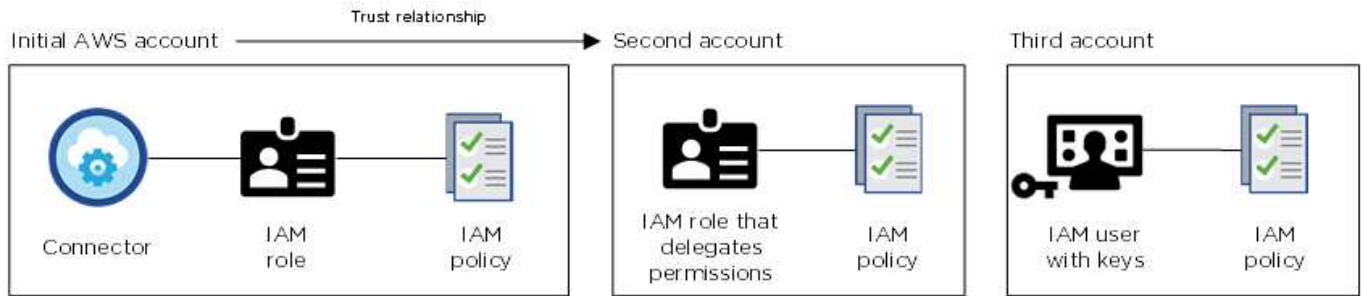 Trust relationship
Initial AWS account
Second account
Third account
Connector
IAM
role
IAM
policy
IAM role that
delegates
permissions
IAM
policy
IAM user
with keys
IAM
policy